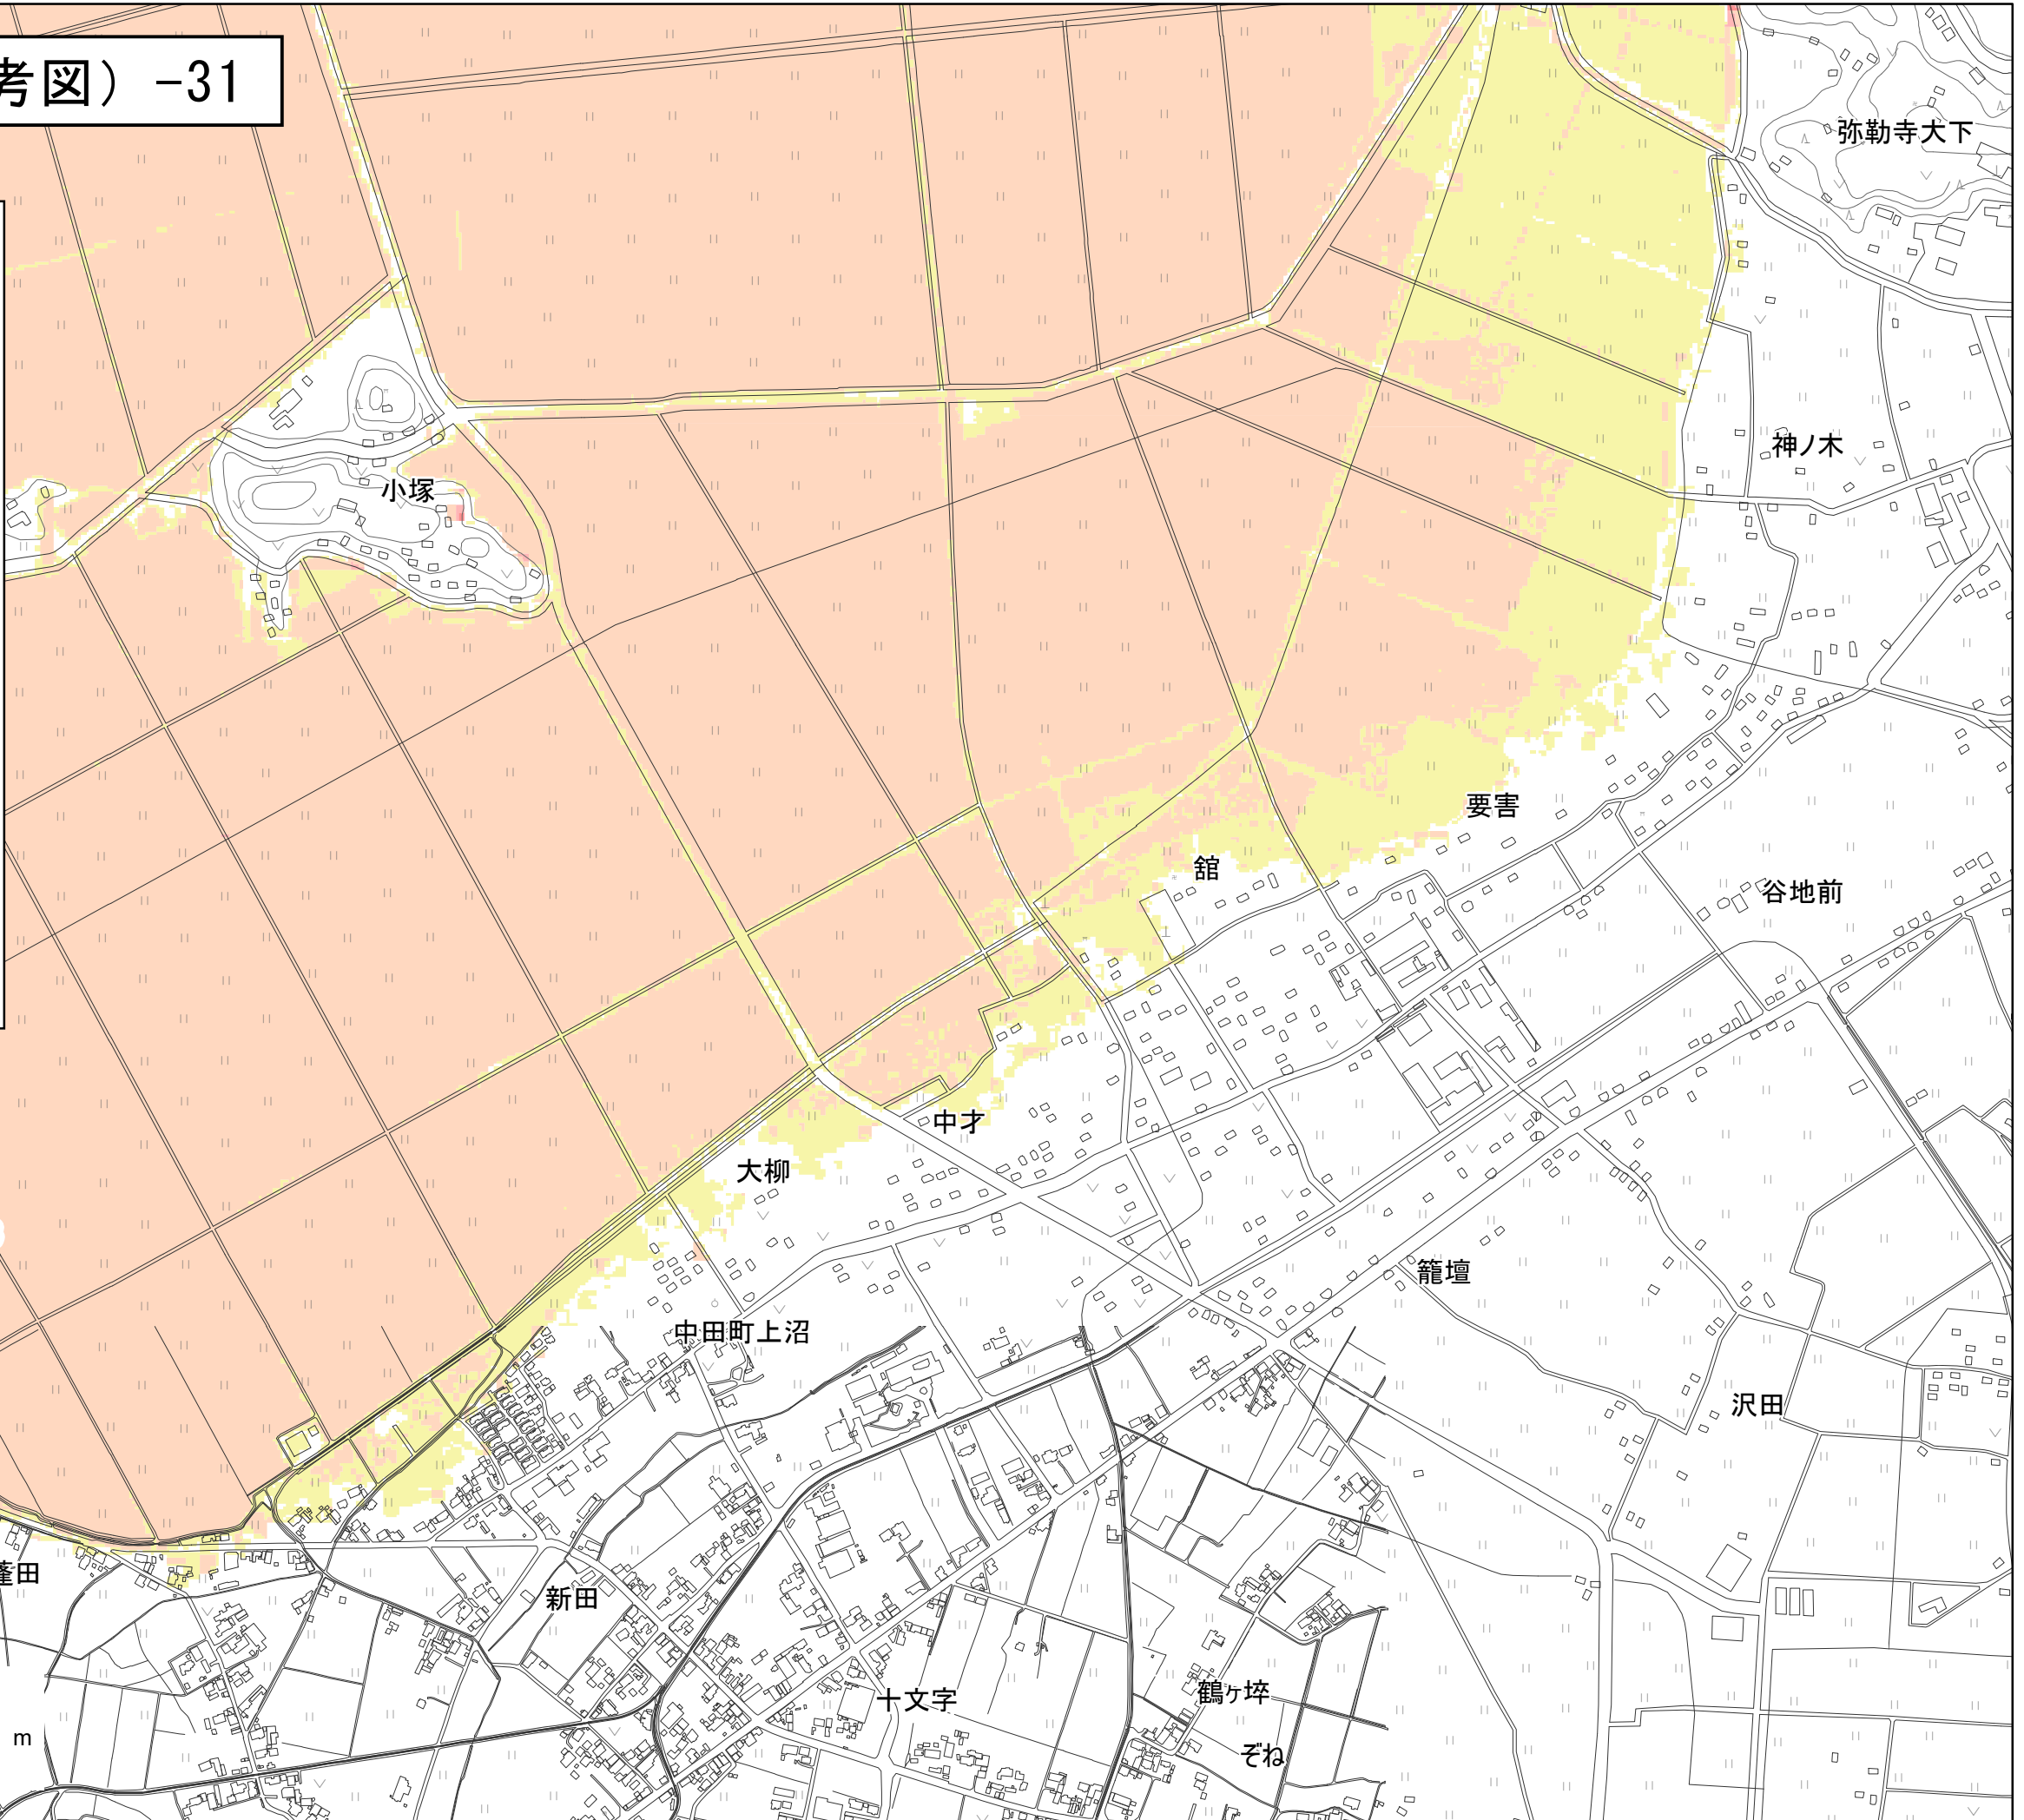 考図）-31
弥勒寺大下
神ノ木
小塚
要害
舘
谷地前
中才
大柳
籠壇
中田町上沼
沢田
蓬田
新田
十文字
鶴ヶ埣
ぞね
m